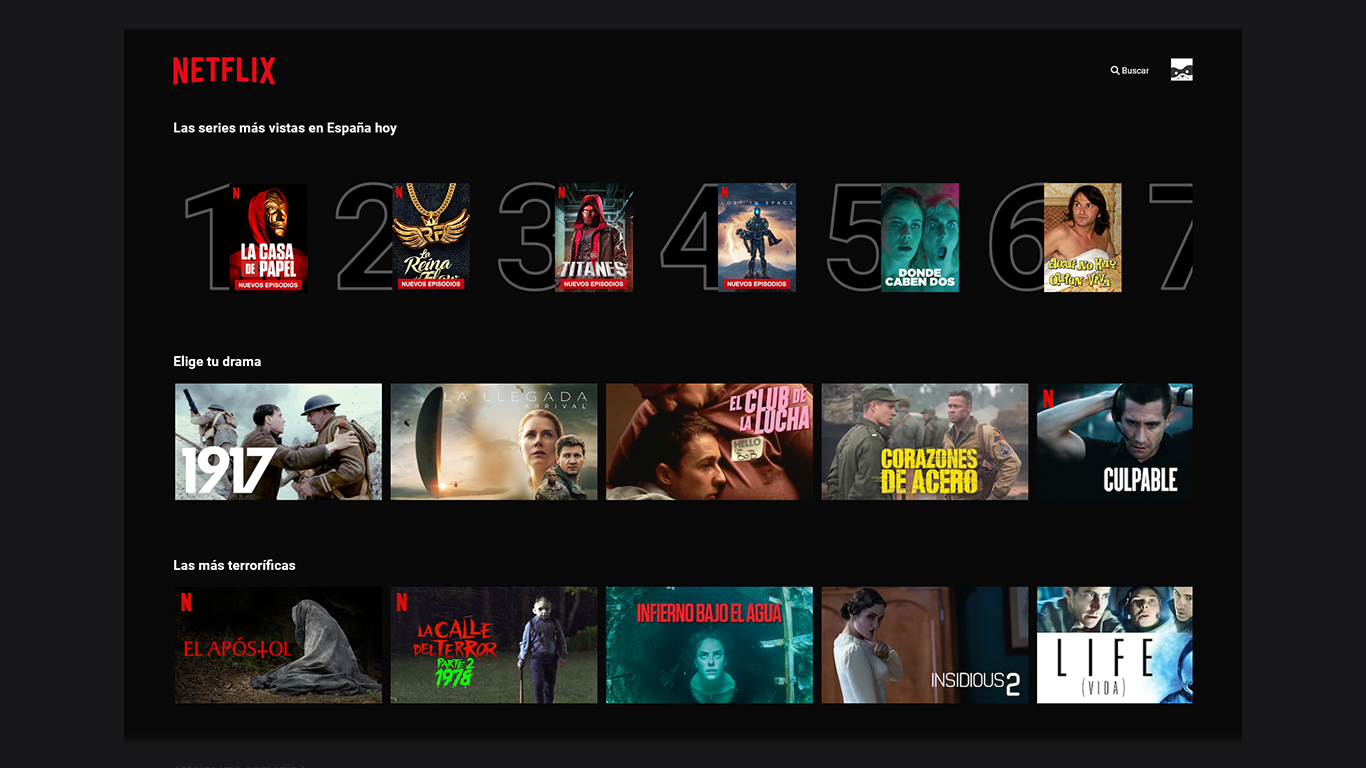 NETFLIX
Buscar
Las series más vistas en España hoy
1
N
LA CASA
DE PAPEL
NUEVOS EPISODIOS
2
N
RF
La
Reina
NUEVOS EPISODIOS
3
N
TITANES
NUEVOS EPISODIOS
4
N
LOST IN SPACE
NUEVOS EPISODIOS
5
DONDE
CABEN DOS
6
AQUÍ NO HAY
QUIEN VIVA
7
Elige tu drama
1917
LA LLEGADA
ARRIVAL
EL CLUB DE
LA LUCHA
HELLO
BOB
CORAZONES
DE ACERO
N
CULPABLE
Las más terroríficas
N
EL APÓSTOL
N
LA CALLE
DEL TERROR
PARTE 2
1978
INFIERNO BAJO EL AGUA
INSIDIOUS 2
LIFE
(VIDA)